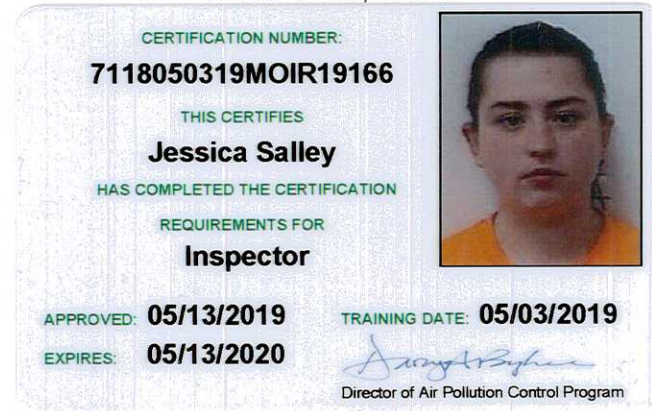 CERTIFICATION NUMBER:
7118050319MOIR19166
THIS CERTIFIES
Jessica Salley
HAS COMPLETED THE CERTIFICATION
REQUIREMENTS FOR
Inspector
APPROVED: 05/13/2019
TRAINING DATE: 05/03/2019
EXPIRES: 05/13/2020
Director of Air Pollution Control Program